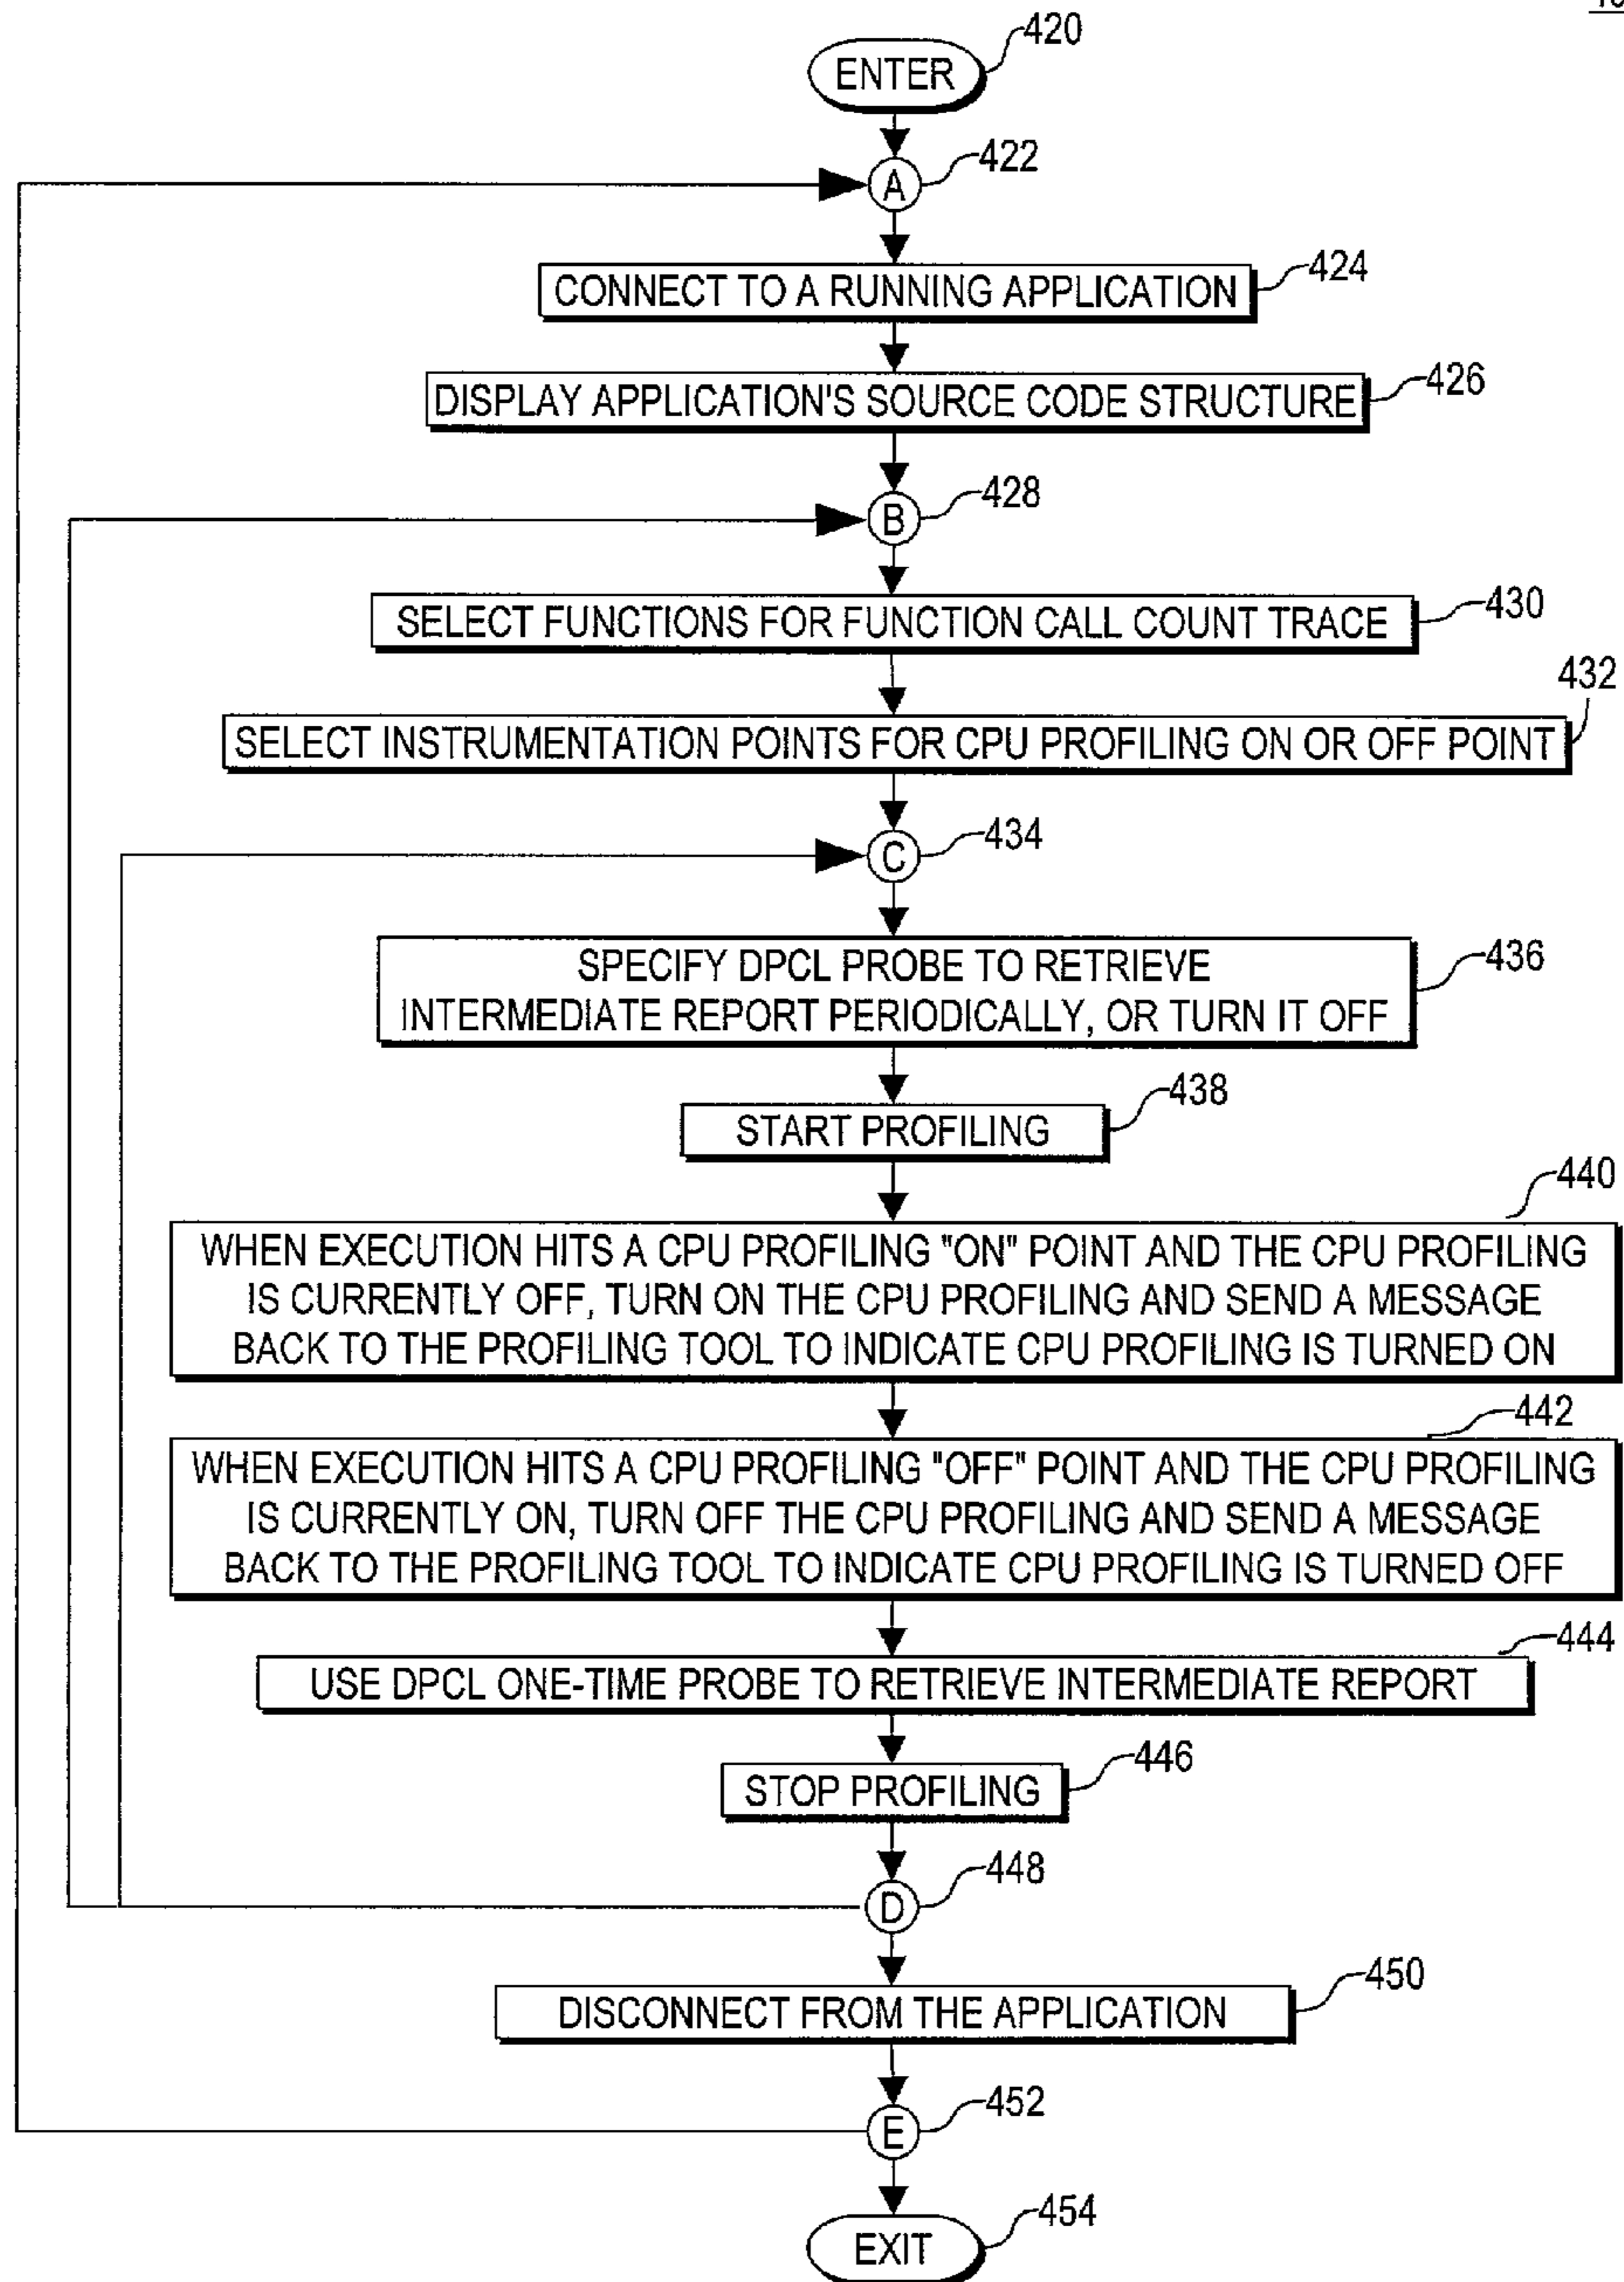 420
ENTER
422
A
424
CONNECT TO A RUNNING APPLICATION
426
DISPLAY APPLICATION'S SOURCE CODE STRUCTURE
428
B
430
SELECT FUNCTIONS FOR FUNCTION CALL COUNT TRACE
432
SELECT INSTRUMENTATION POINTS FOR CPU PROFILING ON OR OFF POINT
434
C
436
SPECIFY DPCL PROBE TO RETRIEVE
INTERMEDIATE REPORT PERIODICALLY, OR TURN IT OFF
438
START PROFILING
440
WHEN EXECUTION HITS A CPU PROFILING "ON" POINT AND THE CPU PROFILING
IS CURRENTLY OFF, TURN ON THE CPU PROFILING AND SEND A MESSAGE
BACK TO THE PROFILING TOOL TO INDICATE CPU PROFILING IS TURNED ON
442
WHEN EXECUTION HITS A CPU PROFILING "OFF" POINT AND THE CPU PROFILING
IS CURRENTLY ON, TURN OFF THE CPU PROFILING AND SEND A MESSAGE
BACK TO THE PROFILING TOOL TO INDICATE CPU PROFILING IS TURNED OFF
444
USE DPCL ONE-TIME PROBE TO RETRIEVE INTERMEDIATE REPORT
446
STOP PROFILING
448
D
450
DISCONNECT FROM THE APPLICATION
452
E
454
EXIT